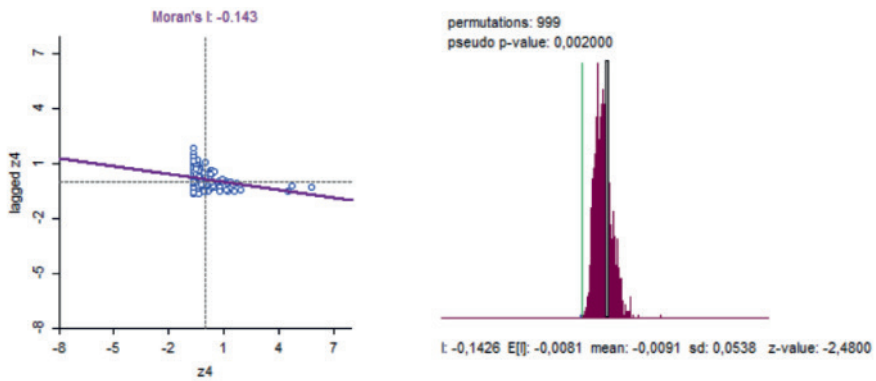 Moran's I: -0.143
7
4
1
-2
-5
-8
lagged z4
-8 -5 -2 1 4 7
z4
permutations: 999
pseudo p-value: 0,002000
I: -0,1426 E[I]: -0,0081 mean: -0,0091 sd: 0,0538 z-value: -2,4800